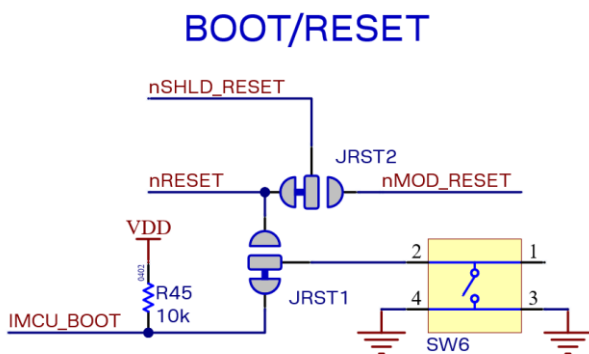 BOOT/RESET
nSHLD_RESET
JRST2
nRESET
nMOD_RESET
VDD
0402
R45
10k
JRST1
2
1
4
3
IMCU_BOOT
SW6